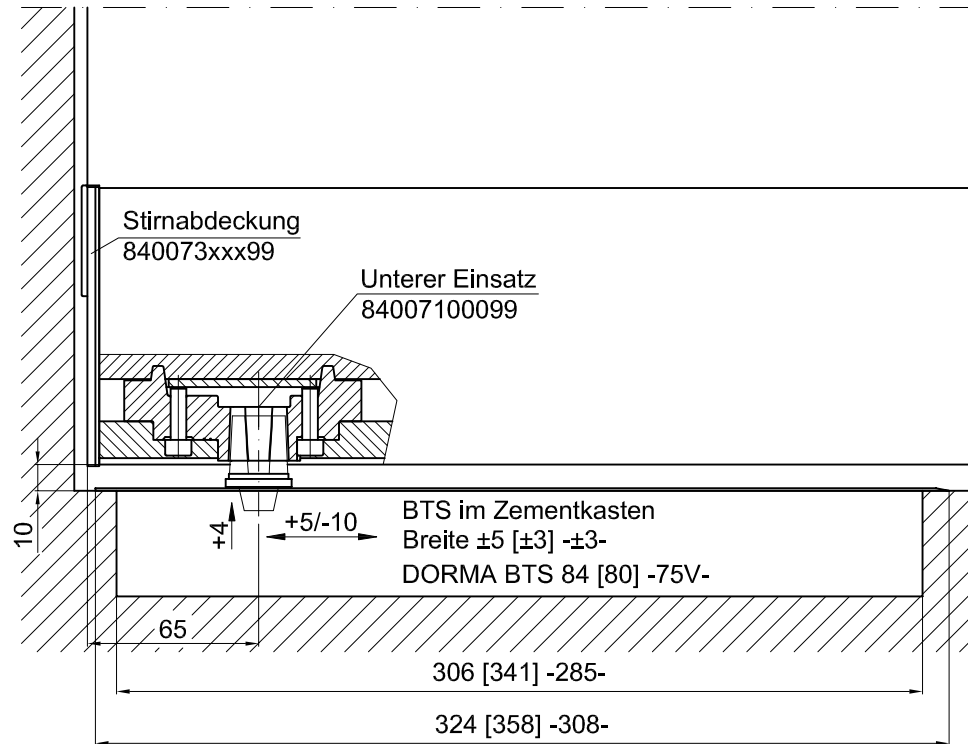 Stirnabdeckung
840073xxx99
Unterer Einsatz
84007100099
10
+4
+5/-10
BTS im Zementkasten
Breite ±5 [±3] -±3-
DORMA BTS 84 [80] -75V-
65
306 [341] -285-
324 [358] -308-